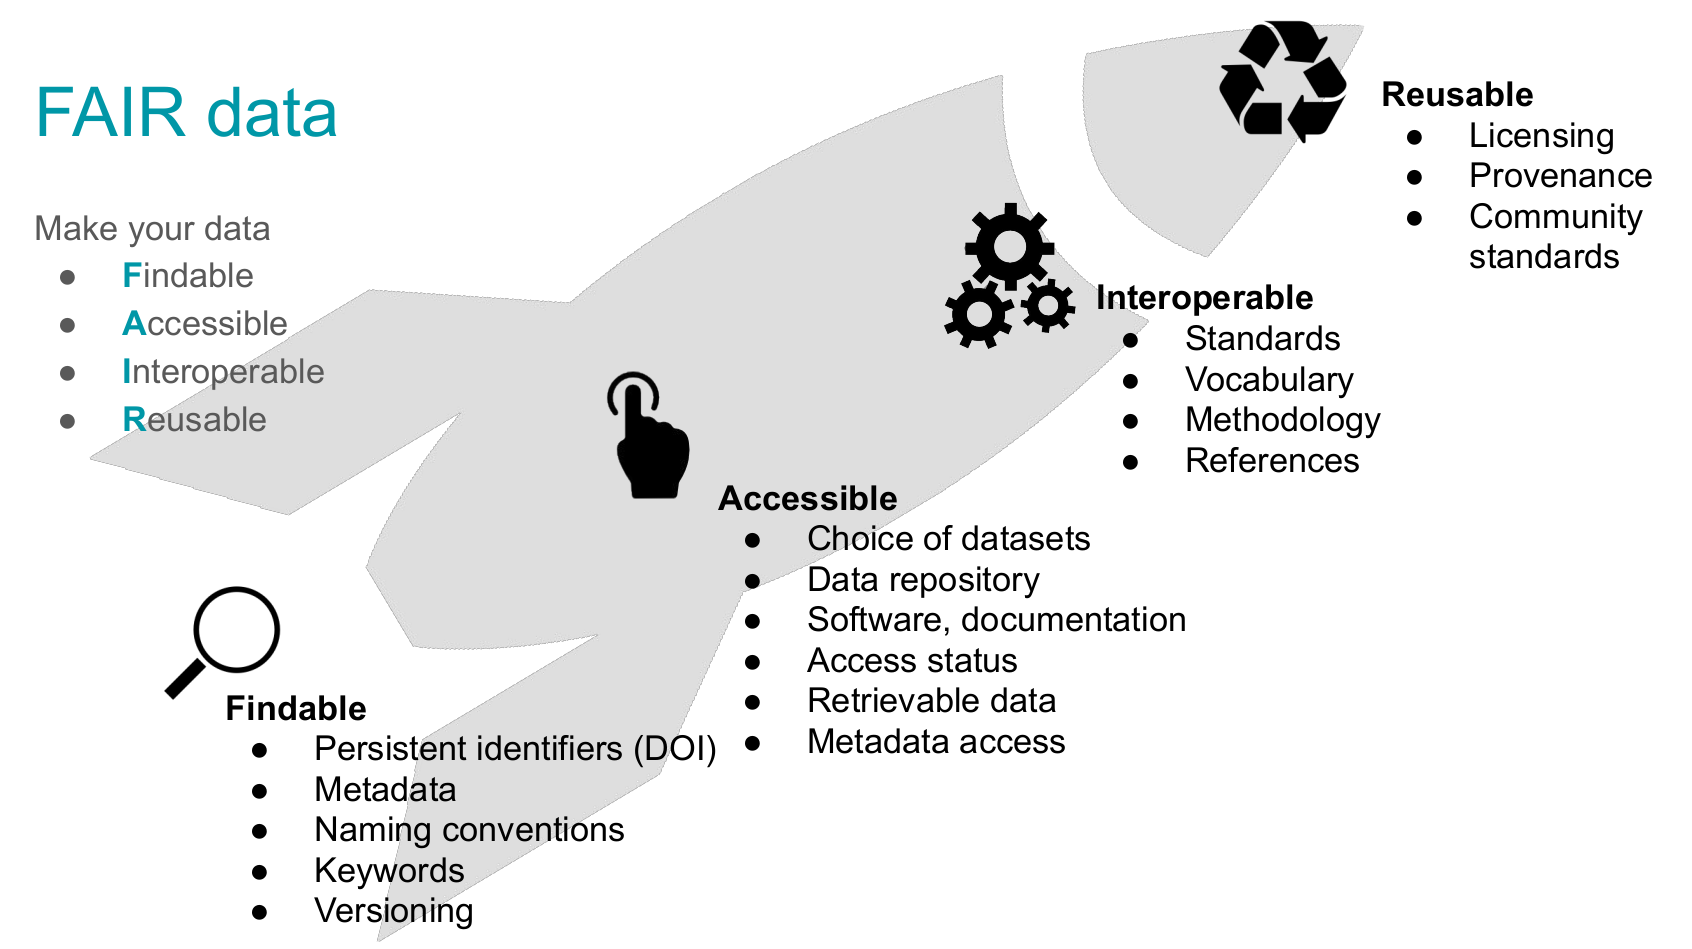 FAIR data
Make your data
● Findable
● Accessible
● Interoperable
● Reusable
Reusable
● Licensing
● Provenance
● Community
standards
Interoperable
● Standards
● Vocabulary
● Methodology
● References
Accessible
● Choice of datasets
● Data repository
● Software, documentation
● Access status
● Retrievable data
● Metadata access
Findable
● Persistent identifiers (DOI)
● Metadata
● Naming conventions
● Keywords
● Versioning